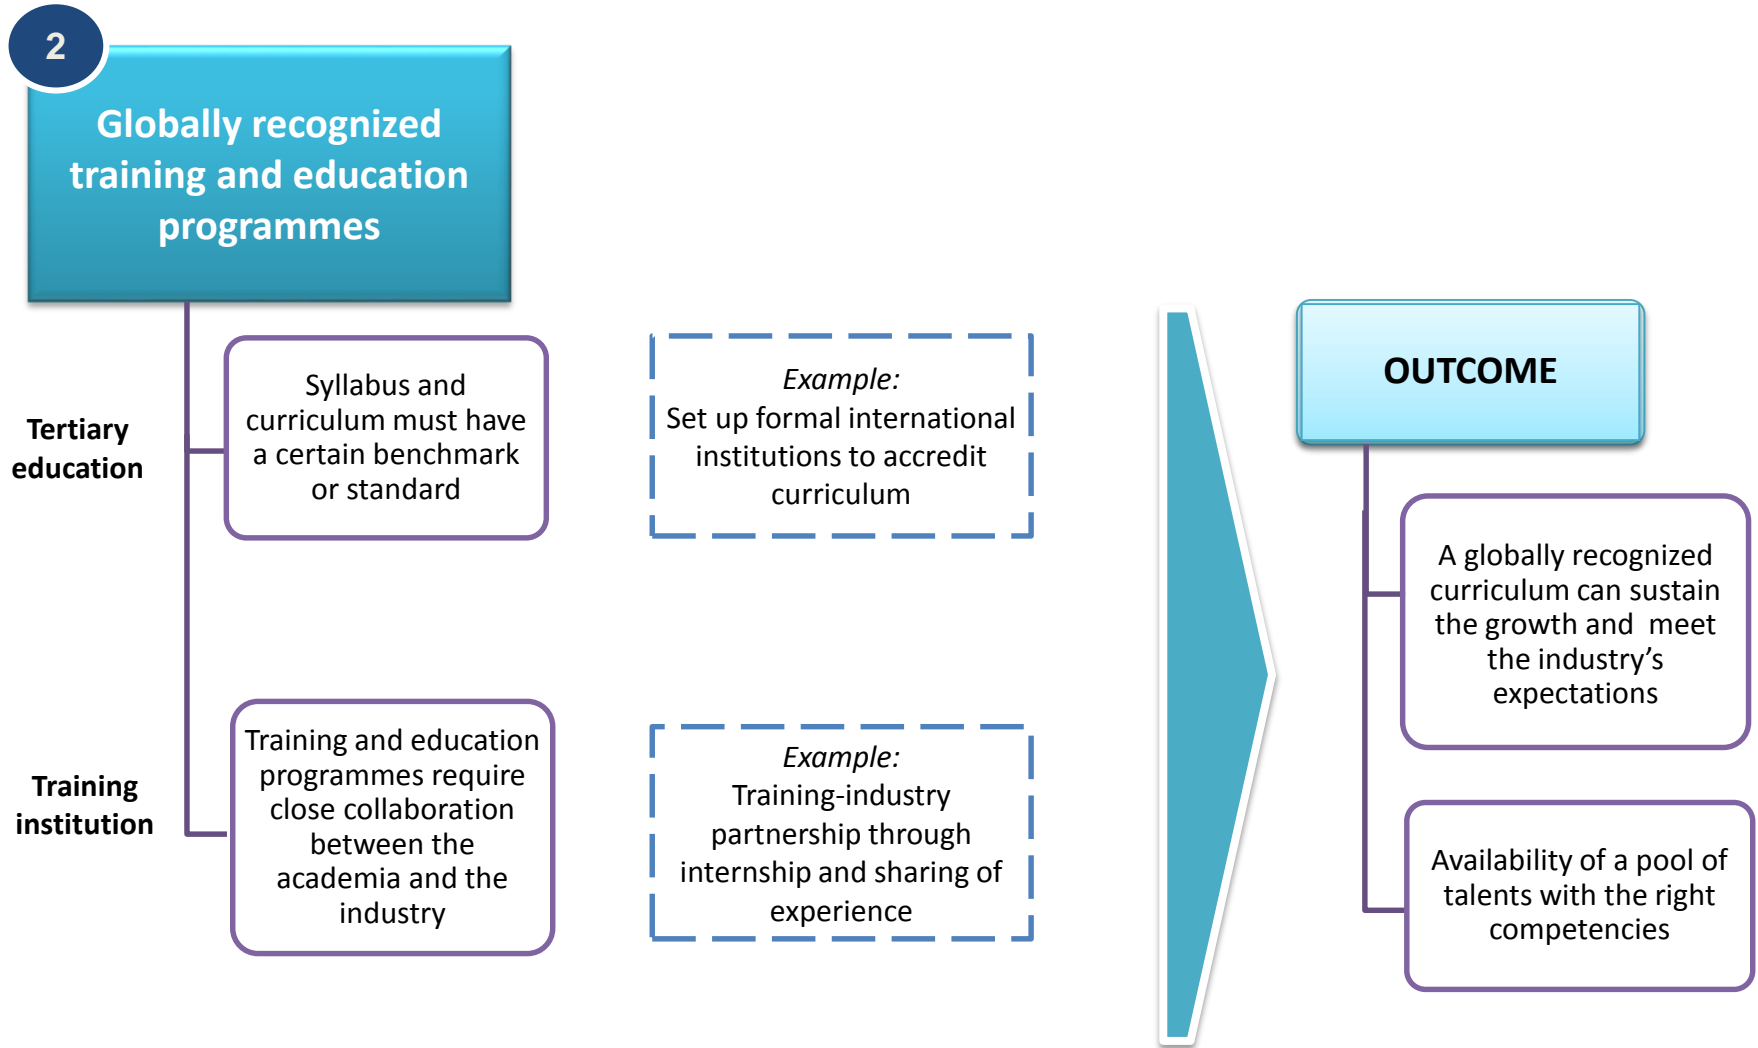 2
Globally recognized
training and education
programmes
Tertiary
education
Syllabus and
curriculum must have
a certain benchmark
or standard
Example:
Set up formal international
institutions to accredit
curriculum
Training
institution
Training and education
programmes require
close collaboration
between the
academia and the
industry
Example:
Training-industry
partnership through
internship and sharing of
experience
OUTCOME
A globally recognized
curriculum can sustain
the growth and  meet
the industry’s
expectations
Availability of a pool of
talents with the right
competencies